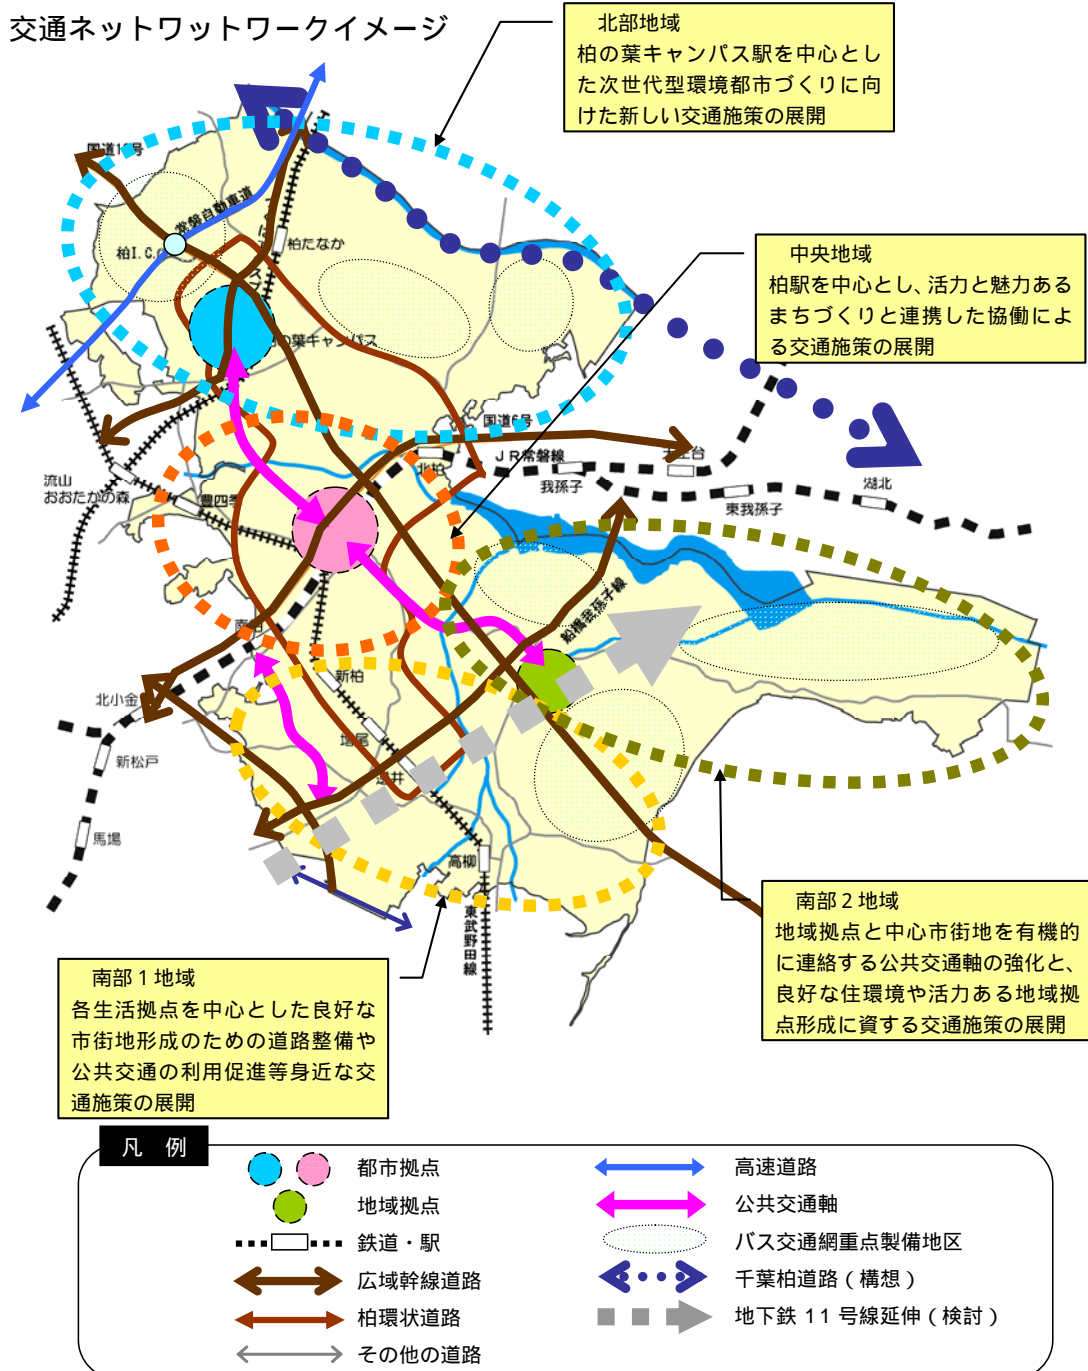 交通ネットワットワークイメージ
北部地域
柏の葉キャンパス駅を中心とし
た次世代型環境都市づくりに向
けた新しい交通施策の展開
中央地域
柏駅を中心とし、活力と魅力ある
まちづくりと連携した協働によ
る交通施策の展開
常磐自動車道
柏I.C.
柏たなか
の葉キャンパス
国道6号
JR常磐線
北柏
我孫子
天王台
東我孫子
湖北
流山
おおたかの森
豊四季
船橋我孫子線
南柏
新柏
北小金
増尾
逆井
新松戸
馬場
高柳
東武野田線
南部2地域
地域拠点と中心市街地を有機的
に連絡する公共交通軸の強化と、
良好な住環境や活力ある地域拠
点形成に資する交通施策の展開
南部1地域
各生活拠点を中心とした良好な
市街地形成のための道路整備や
公共交通の利用促進等身近な交
通施策の展開
凡 例
都市拠点
地域拠点
鉄道・駅
広域幹線道路
柏環状道路
その他の道路
高速道路
公共交通軸
バス交通網重点製備地区
千葉柏道路(構想)
地下鉄 11 号線延伸(検討)